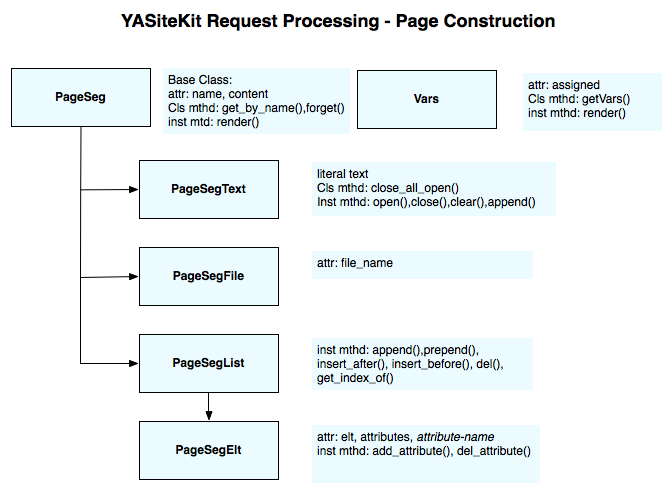 YASiteKit Request Processing - Page Construction
PageSeg
Base Class:
attr: name, content
Cls mthd: get_by_name(),forget()
inst mtd: render()
Vars
attr: assigned
Cls mthd: getVars()
inst mthd: render()
PageSegText
literal text
Cls mthd: close_all_open()
Inst mthd: open(),close(),clear(),append()
PageSegFile
attr: file_name
PageSegList
inst mthd: append(),prepend(),
insert_after(), insert_before(), del(),
get_index_of()
PageSegElt
attr: elt, attributes, attribute-name
inst mthd: add_attribute(), del_attribute()